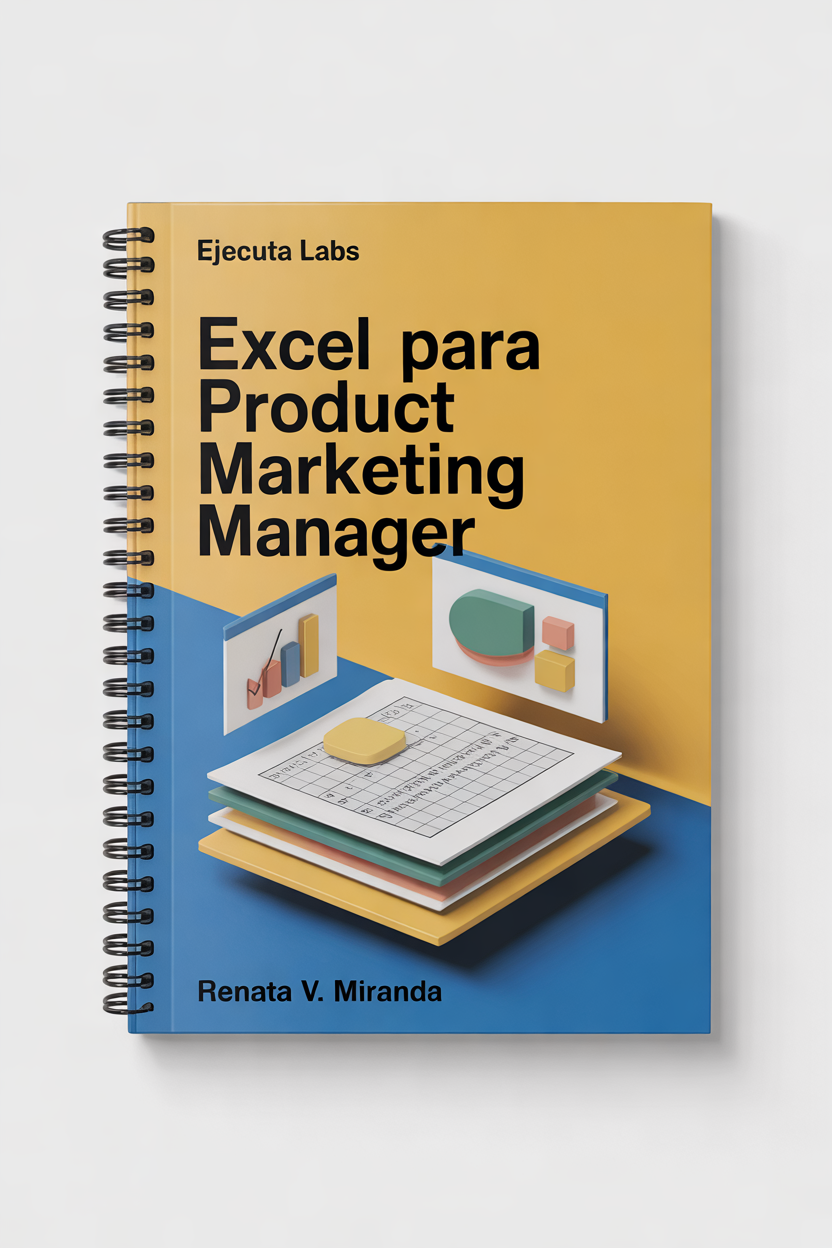 Ejecuta Labs
Excel para
Product
Marketing
Manager
Renata V. Miranda